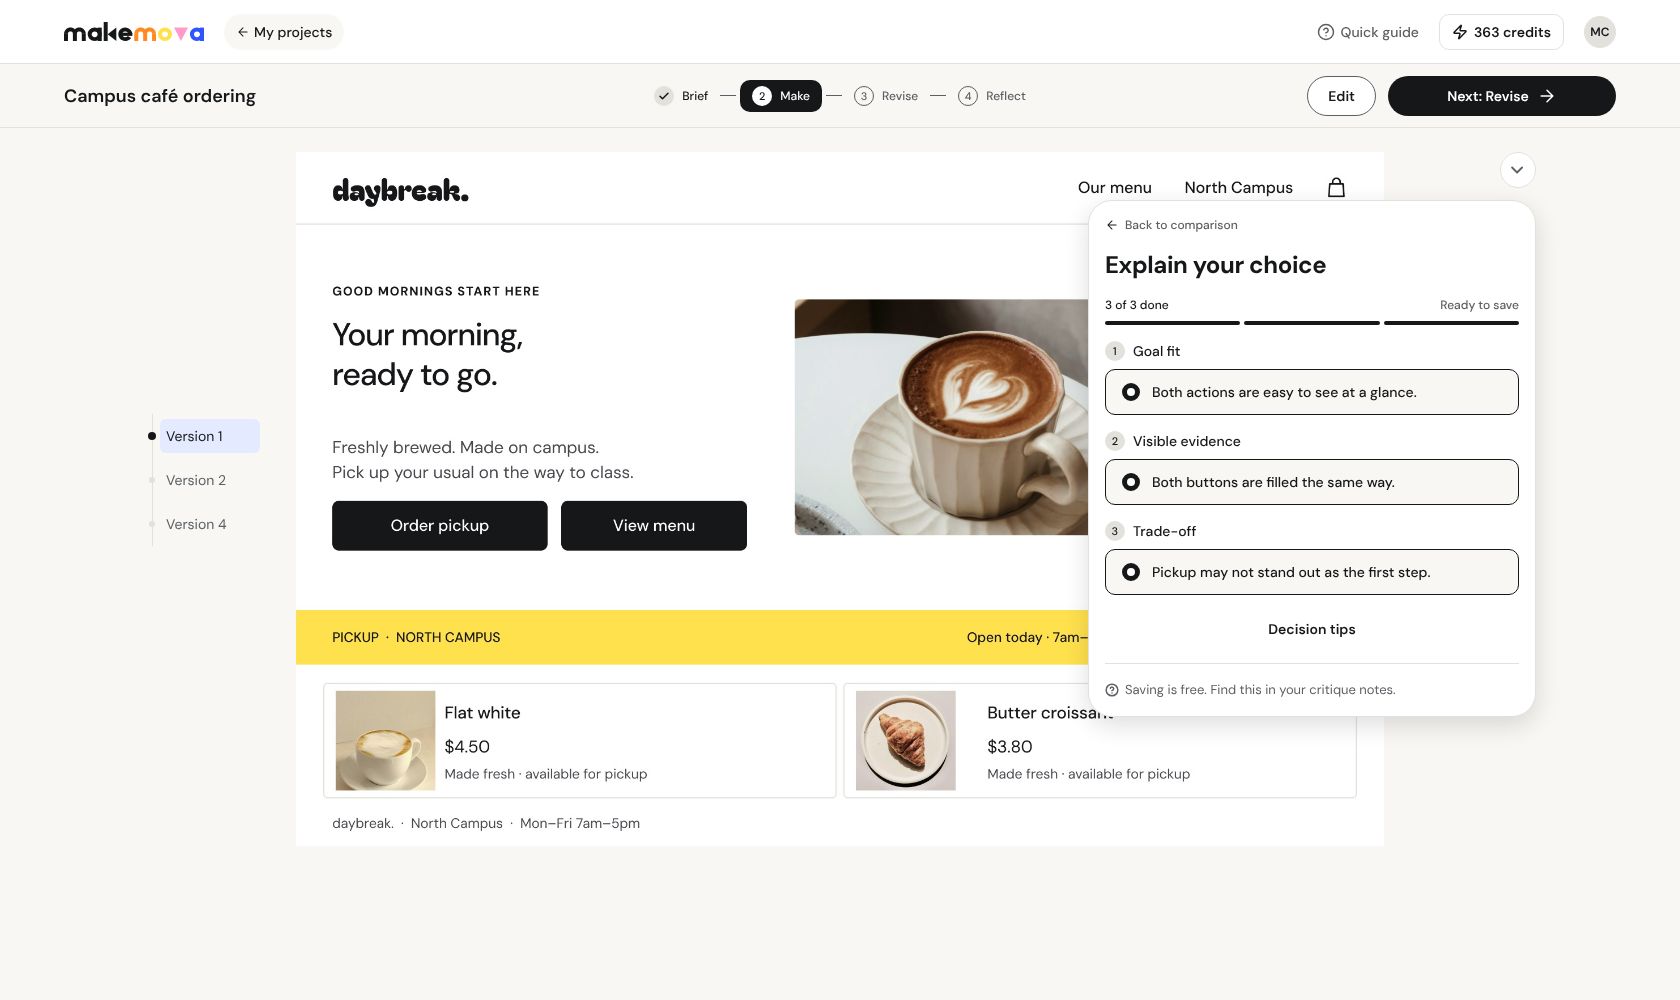 makemova
My projects
Quick guide
363 credits
MC
Campus café ordering
Brief
2 Make
3 Revise
4 Reflect
Edit
Next: Revise
daybreak.
Our menu
North Campus
GOOD MORNINGS START HERE
Your morning,
ready to go.
Freshly brewed. Made on campus.
Pick up your usual on the way to class.
Order pickup
View menu
Version 1
Version 2
Version 4
PICKUP · NORTH CAMPUS
Open today · 7am–
Flat white
$4.50
Made fresh · available for pickup
Butter croissant
$3.80
Made fresh · available for pickup
daybreak. · North Campus · Mon–Fri 7am–5pm
Back to comparison
Explain your choice
3 of 3 done
Ready to save
1 Goal fit
Both actions are easy to see at a glance.
2 Visible evidence
Both buttons are filled the same way.
3 Trade-off
Pickup may not stand out as the first step.
Decision tips
Saving is free. Find this in your critique notes.